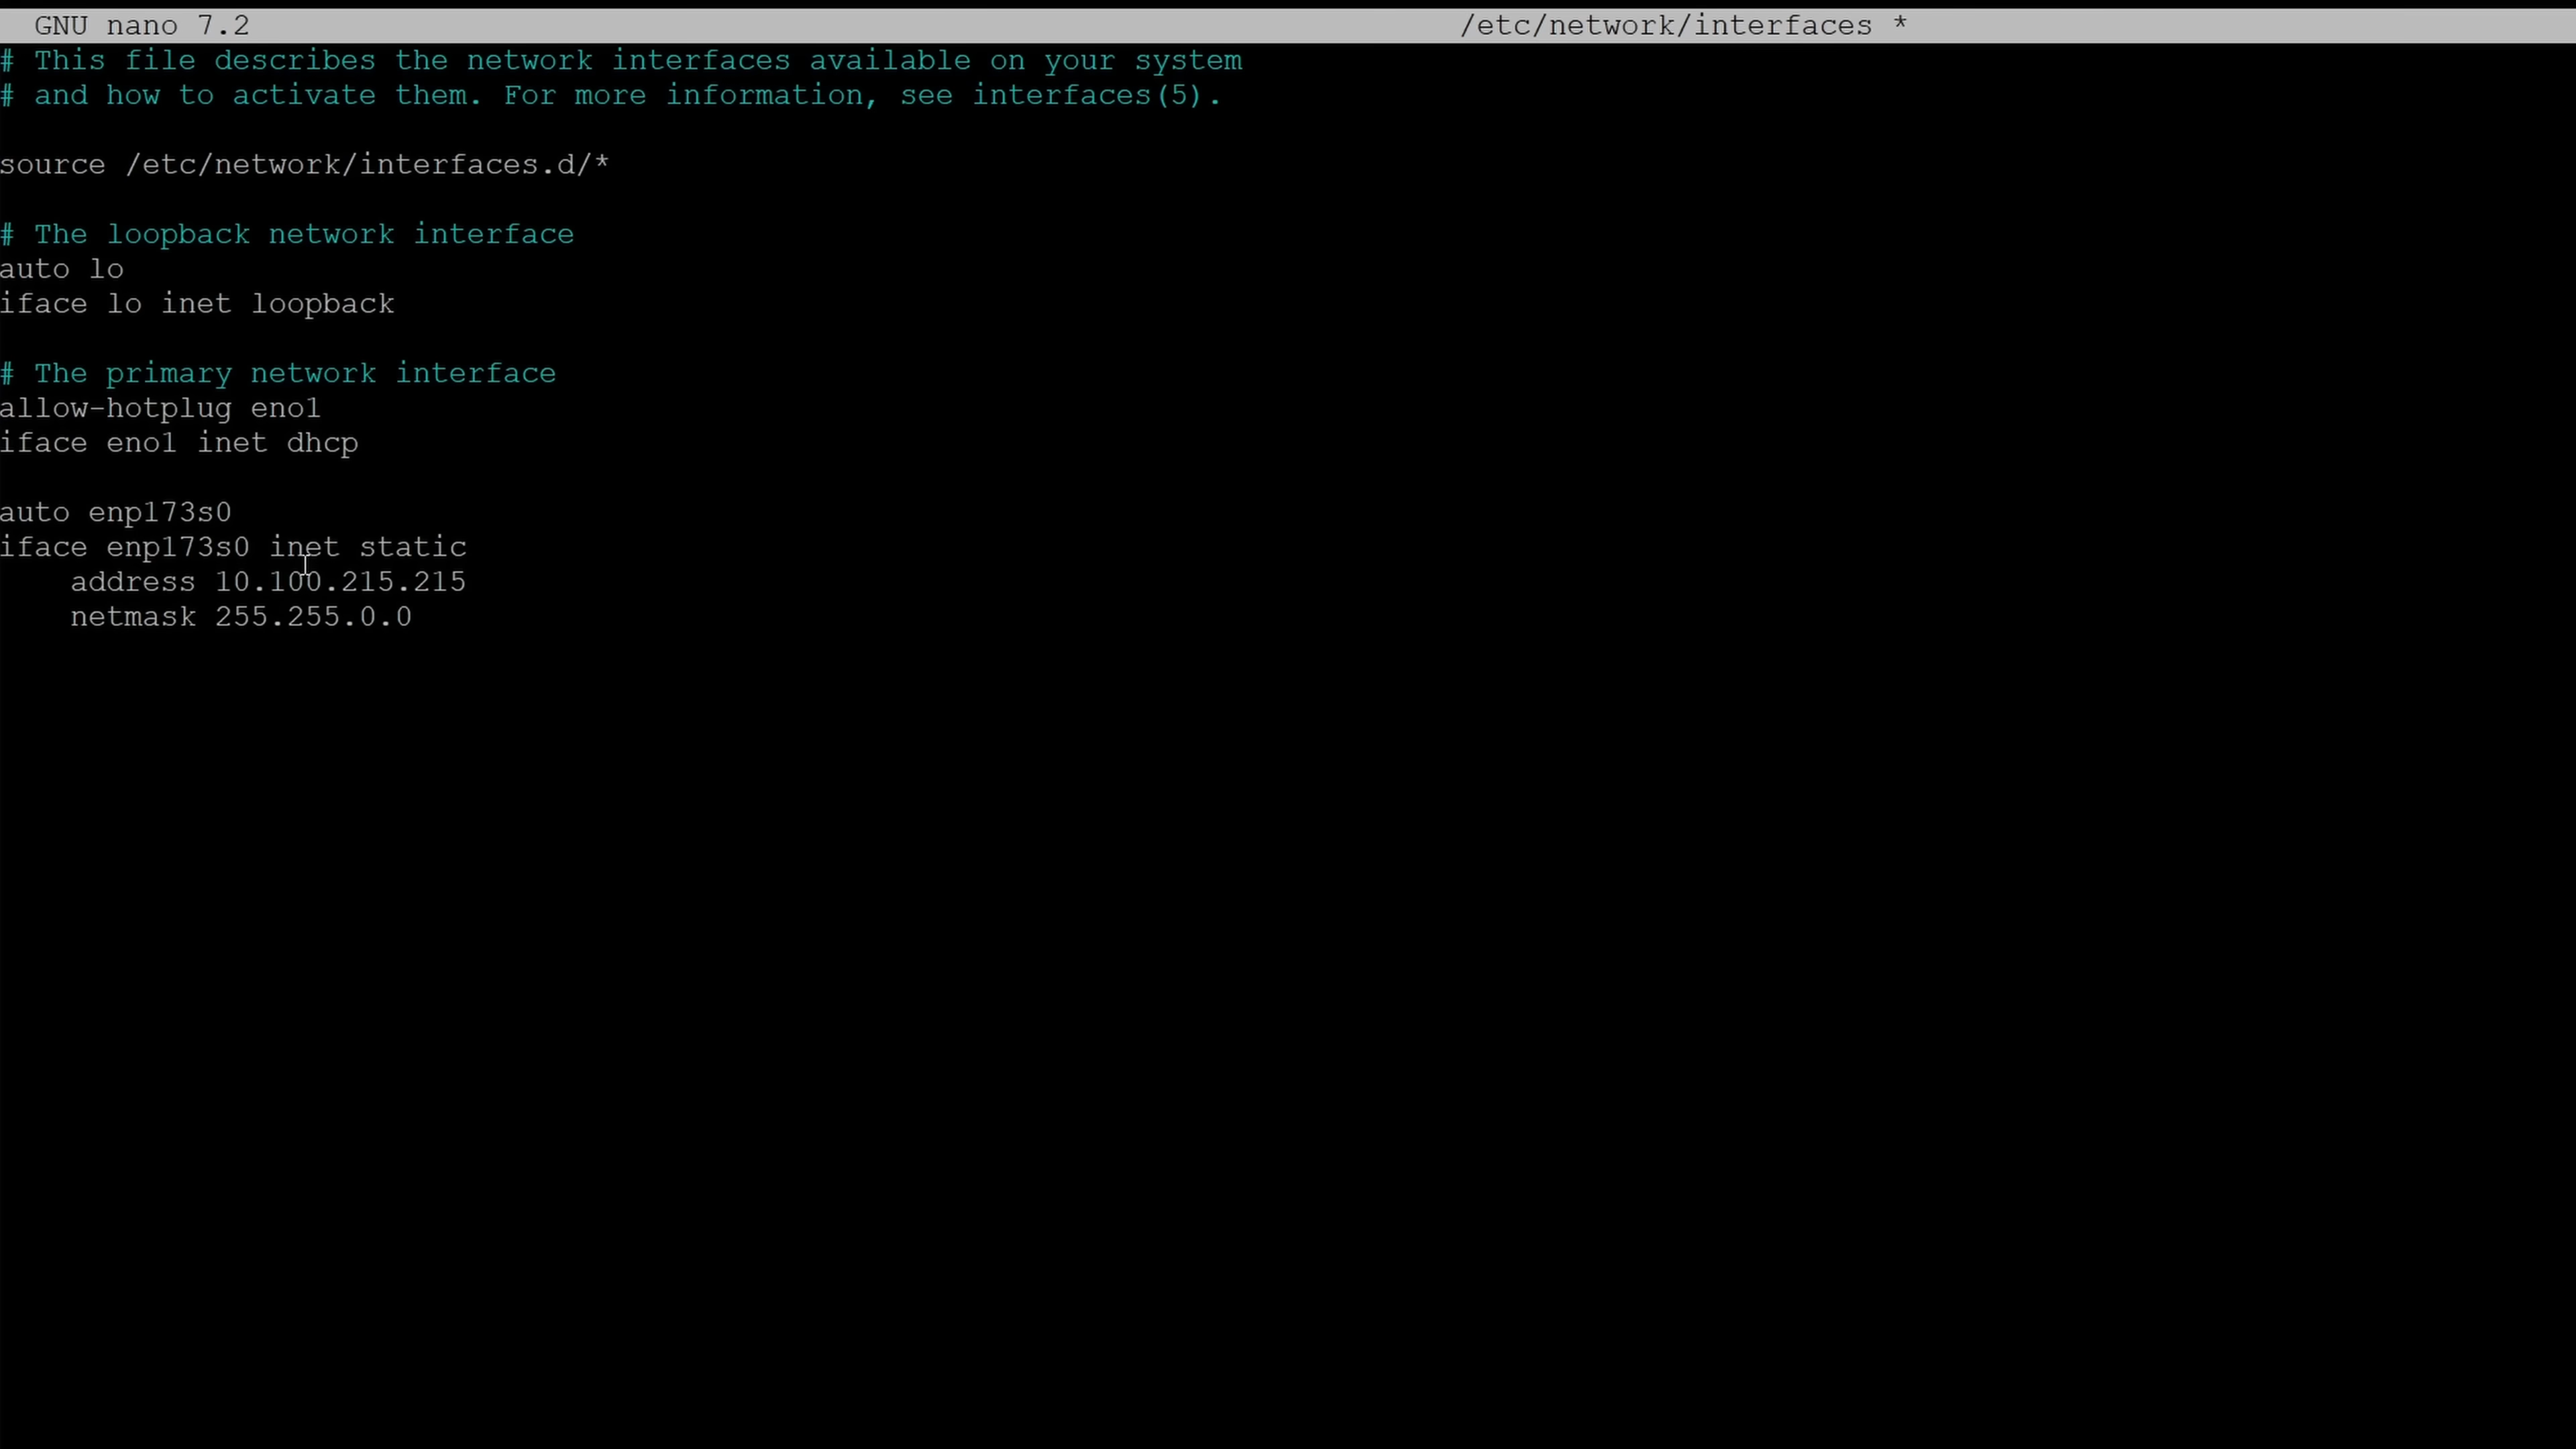 GNU nano 7.2 /etc/network/interfaces *
# This file describes the network interfaces available on your system
# and how to activate them. For more information, see interfaces(5).
source /etc/network/interfaces.d/*
# The loopback network interface
auto lo
iface lo inet loopback
# The primary network interface
allow-hotplug eno1
iface eno1 inet dhcp
auto enp173s0
iface enp173s0 inet static
    address 10.100.215.215
    netmask 255.255.0.0